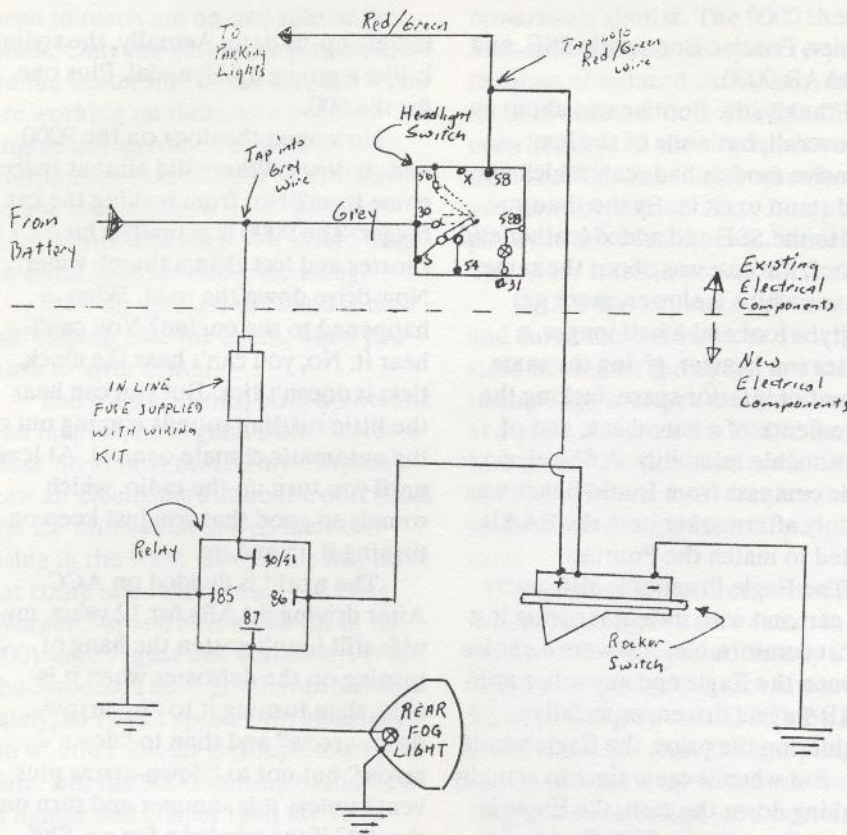 Red/Green
TO
Parking
Lights
Tap into
Red/Green
Wire
Headlight
Switch
Tap into
Grey
Wire
56
X
58
30
Grey
58B
S
54
31
From
Battery
Existing
Electrical
Components
New
Electrical
Components
IN LINE
FUSE SUPPLIED
WITH WIRING
KIT
Relay
30/51
85
86
87
+
Rocker
Switch
REAR
FOG
LIGHT